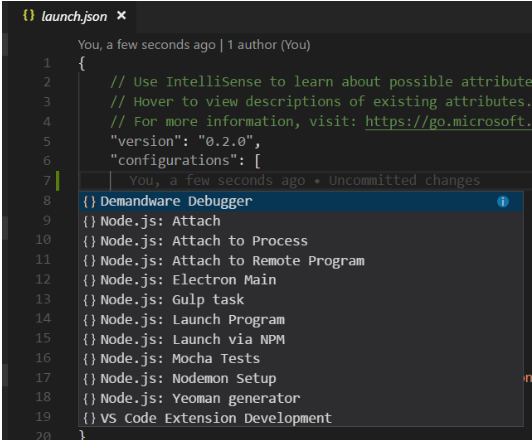 {} launch.json ×
You, a few seconds ago | 1 author (You)
1 {
2 // Use IntelliSense to learn about possible attribute
3 // Hover to view descriptions of existing attributes.
4 // For more information, visit: https://go.microsoft.
5 "version": "0.2.0",
6 "configurations": [
7 You, a few seconds ago • Uncommitted changes
8 {} Demandware Debugger
9 {} Node.js: Attach
10 {} Node.js: Attach to Process
11 {} Node.js: Attach to Remote Program
12 {} Node.js: Electron Main
13 {} Node.js: Gulp task
14 {} Node.js: Launch Program
15 {} Node.js: Launch via NPM
16 {} Node.js: Mocha Tests
17 {} Node.js: Nodemon Setup
18 {} Node.js: Yeoman generator
19 {} VS Code Extension Development
20 }